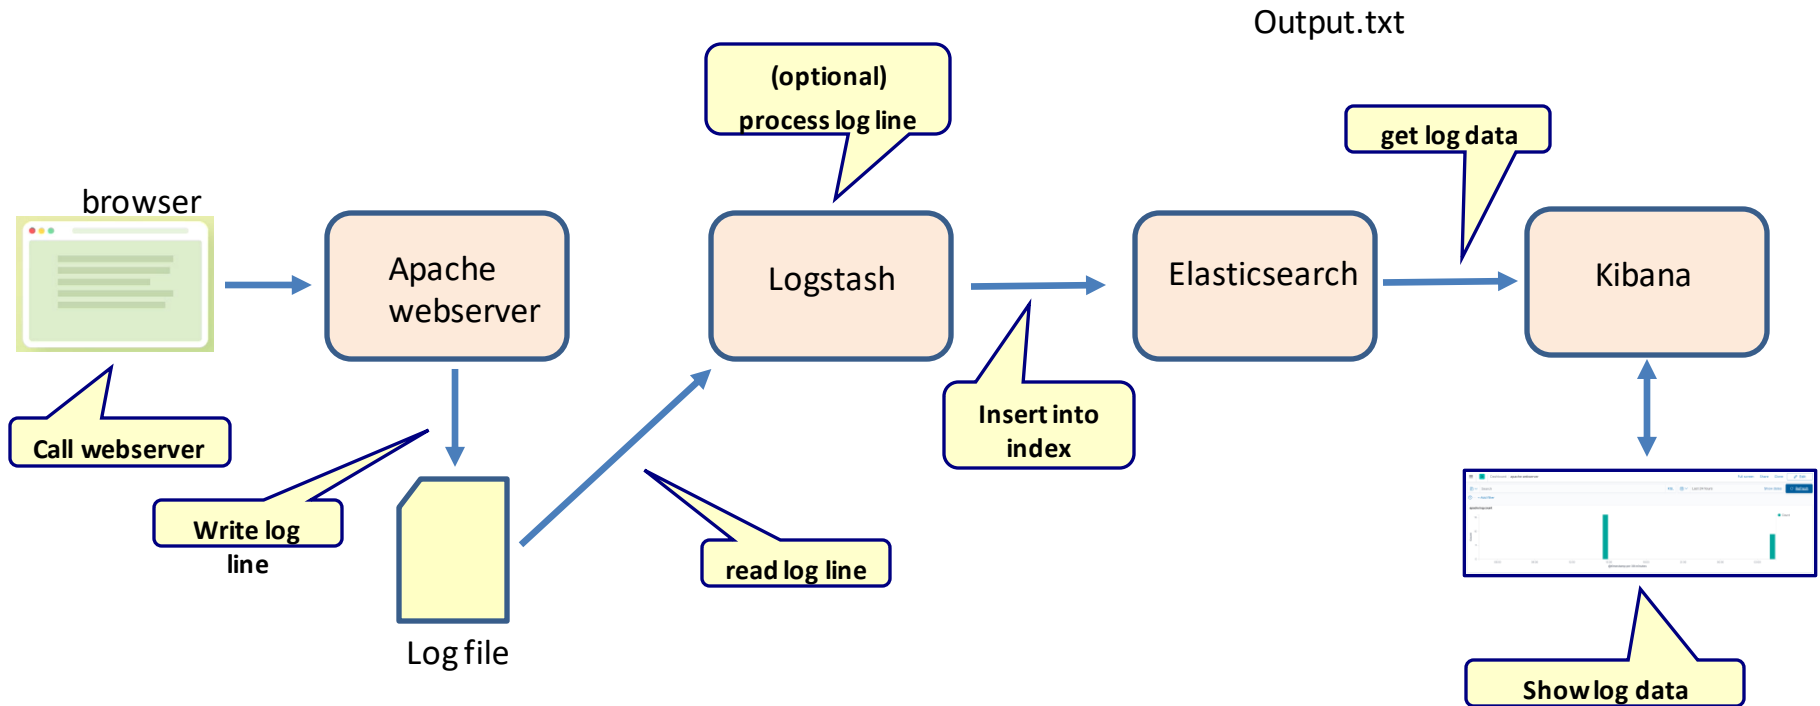 Output.txt
(optional)
process log line
get log data
browser
Apache
webserver
Logstash
Elasticsearch
Kibana
Call webserver
Write log
line
Insert into
index
read log line
Log file
Show log data